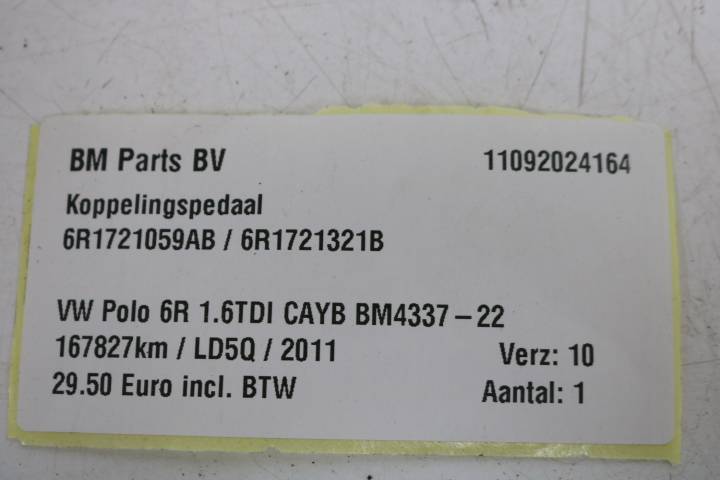 BM Parts BV 11092024164
Koppelingspedaal
6R1721059AB / 6R1721321B
VW Polo 6R 1.6TDI CAYB BM4337-22
167827km / LD5Q / 2011 Verz: 10
29.50 Euro incl. BTW Aantal: 1